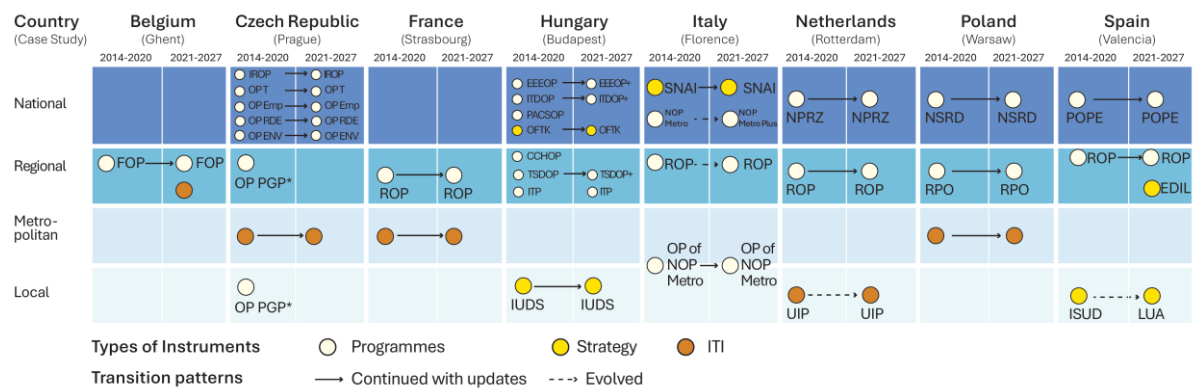 Country Belgium Czech Republic France Hungary Italy Netherlands Poland Spain
(Case Study) (Ghent) (Prague) (Strasbourg) (Budapest) (Florence) (Rotterdam) (Warsaw) (Valencia)
2014-2020 2021-2027 2014-2020 2021-2027 2014-2020 2021-2027 2014-2020 2021-2027 2014-2020 2021-2027 2014-2020 2021-2027 2014-2020 2021-2027 2014-2020 2021-2027
National
IROP IROP
OP T OP T
OP Emp OP Emp
OP RDE OP RDE
OP ENV OP ENV
EEEOP EEEOP+
ITDOP ITDOP+
PACSOP
OFTK OFTK
SNAI SNAI
NOP Metro NOP Metro Plus
NPRZ NPRZ
NSRD NSRD
POPE POPE
Regional
FOP FOP
OP PGP*
ROP ROP
CCHOP
TSDOP TSDOP+
ITP ITP
ROP ROP
ROP ROP
RPO RPO
ROP ROP
EDIL
Metro-
politan
OP of OP of
NOP NOP
Metro Metro
Local
OP PGP*
IUDS IUDS
UIP UIP
ISUD LUA
Types of Instruments Programmes Strategy ITI
Transition patterns Continued with updates Evolved